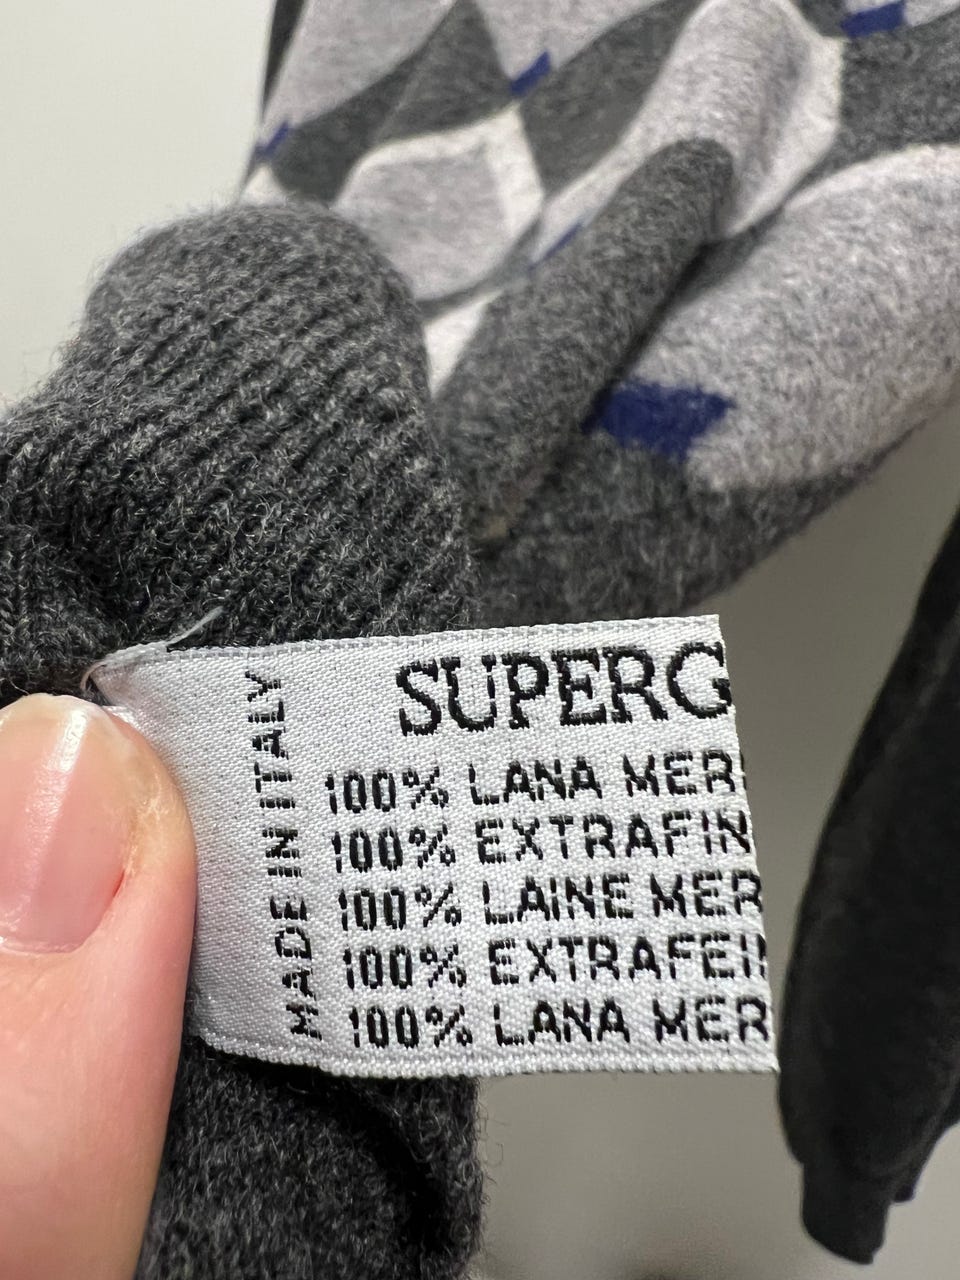 MADE IN ITALY
SUPERG
100% LANA MER
100% EXTRAFIN
100% LAINE MER
100% EXTRAFEI
100% LANA MER